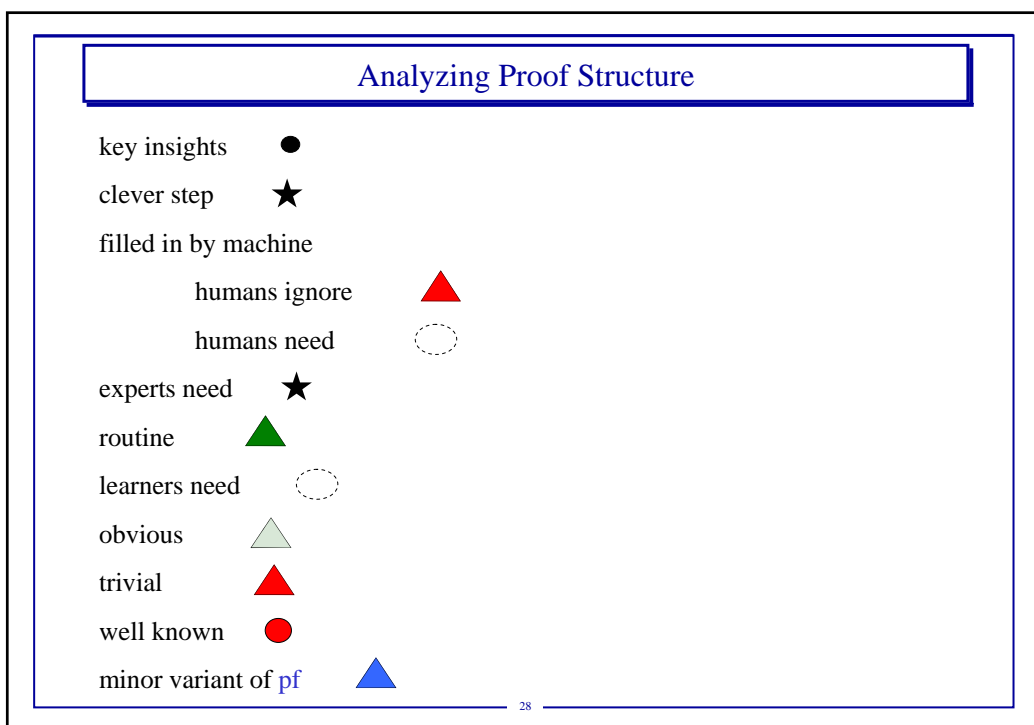 Analyzing Proof Structure
key insights
clever step
filled in by machine
humans ignore
humans need
experts need
routine
learners need
obvious
trivial
well known
minor variant of pf
28